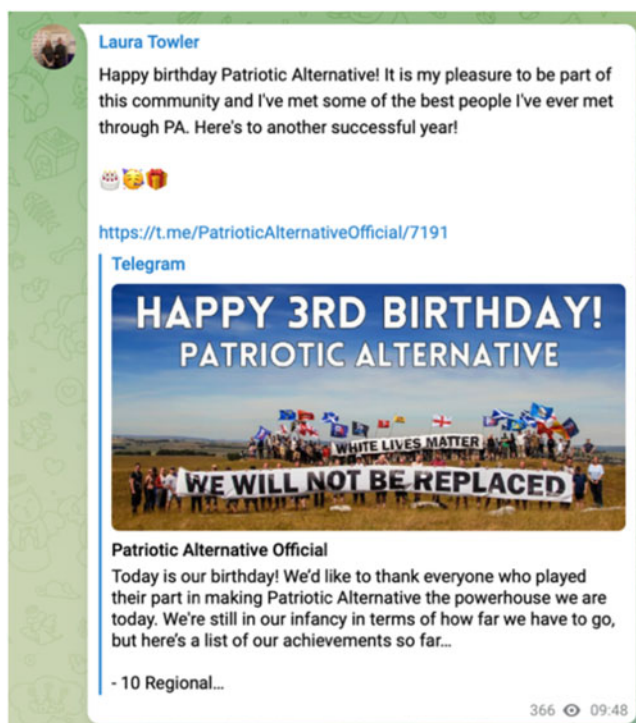 Laura Towler
Happy birthday Patriotic Alternative! It is my pleasure to be part of
this community and I've met some of the best people I've ever met
through PA. Here's to another successful year!
🎂🥳🎁
https://t.me/PatrioticAlternativeOfficial/7191
Telegram
HAPPY 3RD BIRTHDAY!
PATRIOTIC ALTERNATIVE
WHITE LIVES MATTER
WE WILL NOT BE REPLACED
Patriotic Alternative Official
Today is our birthday! We'd like to thank everyone who played
their part in making Patriotic Alternative the powerhouse we are
today. We're still in our infancy in terms of how far we have to go,
but here's a list of our achievements so far...
- 10 Regional...
366 09:48